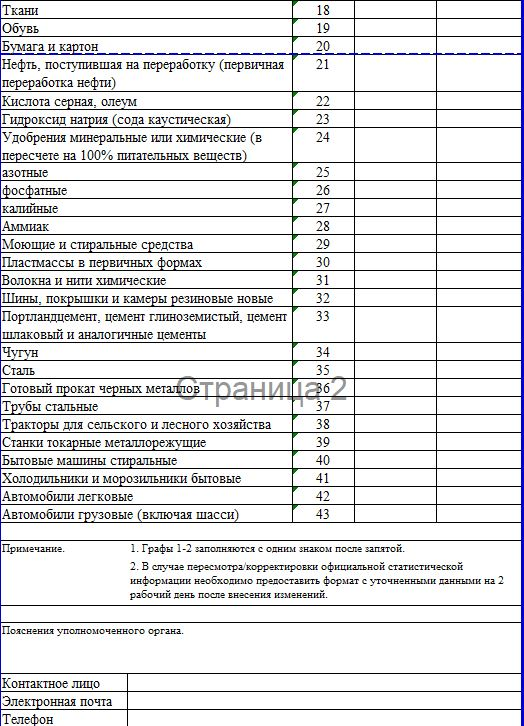 Ткани 18
Обувь 19
Бумага и картон 20
Нефть, поступившая на переработку (первичная 21
переработка нефти)
Кислота серная, олеум 22
Гидроксид натрия (сода каустическая) 23
Удобрения минеральные или химические (в 24
пересчете на 100% питательных веществ)
азотные 25
фосфатные 26
калийные 27
Аммиак 28
Моющие и стиральные средства 29
Пластмассы в первичных формах 30
Волокна и нити химические 31
Шины, покрышки и камеры резиновые новые 32
Портландцемент, цемент глиноземистый, цемент 33
шлаковый и аналогичные цементы
Чугун 34
Сталь 35
Страница 2
Готовый прокат черных металлов 36
Трубы стальные 37
Тракторы для сельского и лесного хозяйства 38
Станки токарные металлорежущие 39
Бытовые машины стиральные 40
Холодильники и морозильники бытовые 41
Автомобили легковые 42
Автомобили грузовые (включая шасси) 43
Примечание. 1. Графы 1-2 заполняются с одним знаком после запятой.
2. В случае пересмотра/корректировки официальной статистической
информации необходимо предоставить формат с уточненными данными на 2
рабочий день после внесения изменений.
Пояснения уполномоченного органа.
Контактное лицо
Электронная почта
Телефон